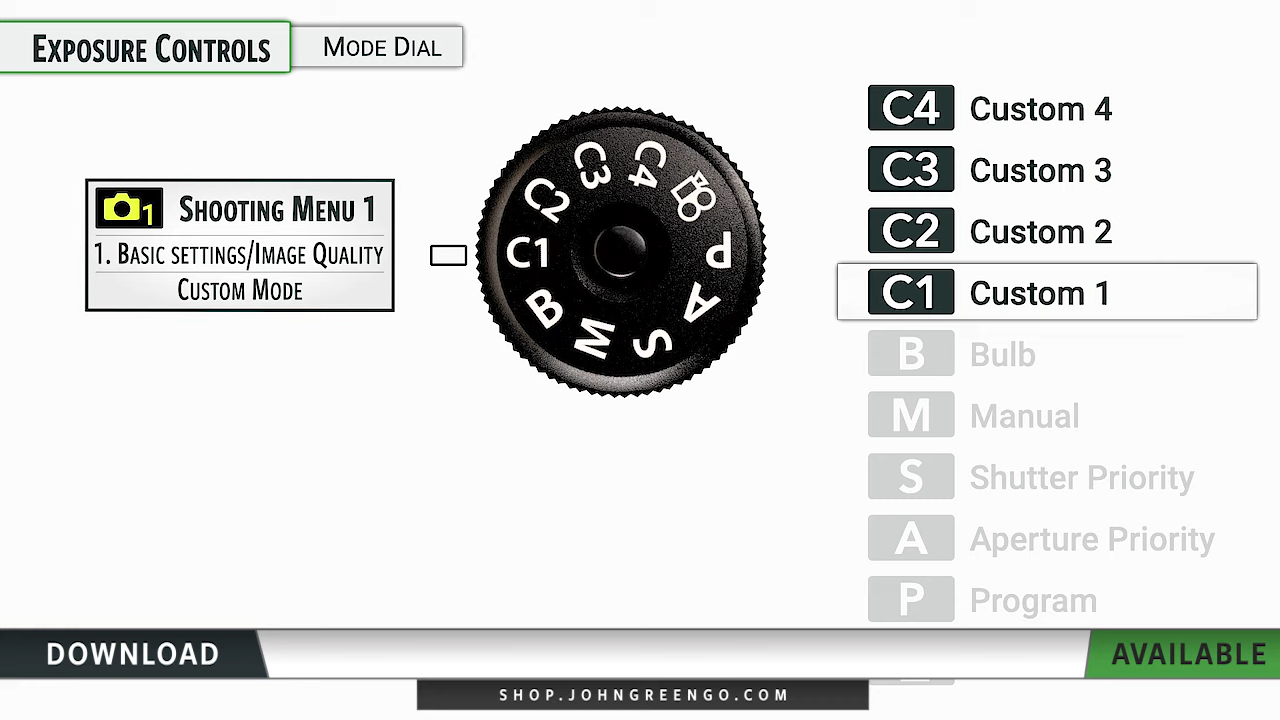 EXPOSURE CONTROLS
MODE DIAL
1
SHOOTING MENU 1
1. BASIC SETTINGS/IMAGE QUALITY
CUSTOM MODE
C1
C2
C3
C4
P
A
S
M
B
C4 Custom 4
C3 Custom 3
C2 Custom 2
C1 Custom 1
B Bulb
M Manual
S Shutter Priority
A Aperture Priority
P Program
DOWNLOAD
AVAILABLE
SHOP.JOHNGREENGO.COM